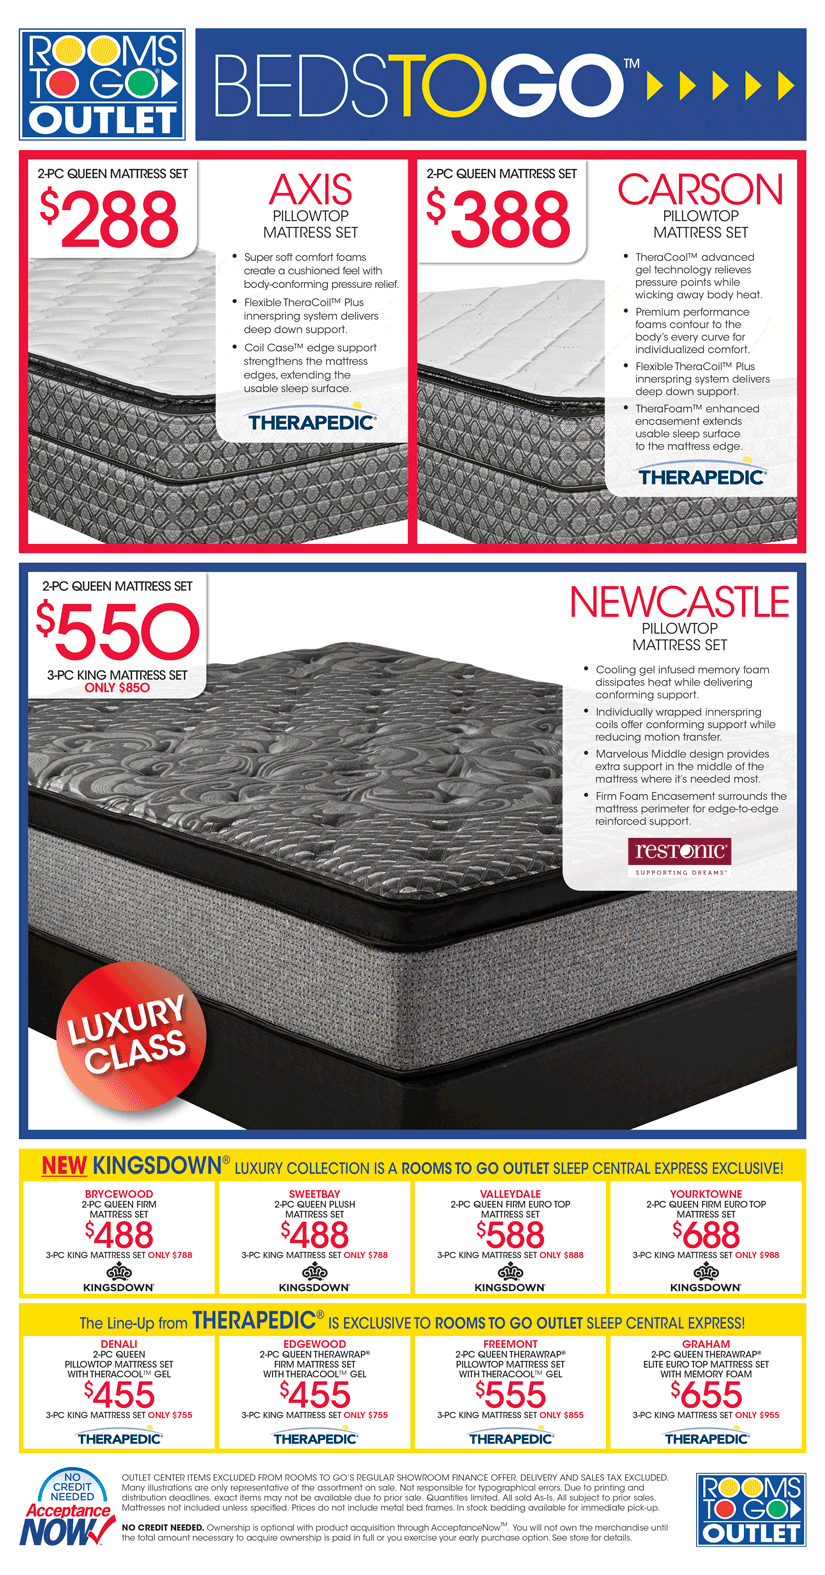 ROOMS
TO GO®
OUTLET
BEDSTOGO™
2-PC QUEEN MATTRESS SET
$288
AXIS
PILLOWTOP
MATTRESS SET
• Super soft comfort foams
create a cushioned feel with
body-conforming pressure relief.
• Flexible TheraCoil™ Plus
innerspring system delivers
deep down support.
• Coil Case™ edge support
strengthens the mattress
edges, extending the
usable sleep surface.
THERAPEDIC®
2-PC QUEEN MATTRESS SET
$388
CARSON
PILLOWTOP
MATTRESS SET
• TheraCool™ advanced
gel technology relieves
pressure points while
wicking away body heat.
• Premium performance
foams contour to the
body's every curve for
individualized comfort.
• Flexible TheraCoil™ Plus
innerspring system delivers
deep down support.
• TheraFoam™ enhanced
encasement extends
usable sleep surface
to the mattress edge.
THERAPEDIC®
2-PC QUEEN MATTRESS SET
$550
3-PC KING MATTRESS SET
ONLY $850
NEWCASTLE
PILLOWTOP
MATTRESS SET
• Cooling gel infused memory foam
dissipates heat while delivering
conforming support.
• Individually wrapped innerspring
coils offer conforming support while
reducing motion transfer.
• Marvelous Middle design provides
extra support in the middle of the
mattress where it's needed most.
• Firm Foam Encasement surrounds the
mattress perimeter for edge-to-edge
reinforced support.
restonic®
SUPPORTING DREAMS™
LUXURY
CLASS
NEW KINGSDOWN® LUXURY COLLECTION IS A ROOMS TO GO OUTLET SLEEP CENTRAL EXPRESS EXCLUSIVE!
BRYCEWOOD
2-PC QUEEN FIRM
MATTRESS SET
$488
3-PC KING MATTRESS SET ONLY $788
KINGSDOWN®
SWEETBAY
2-PC QUEEN PLUSH
MATTRESS SET
$488
3-PC KING MATTRESS SET ONLY $788
KINGSDOWN®
VALLEYDALE
2-PC QUEEN FIRM EURO TOP
MATTRESS SET
$588
3-PC KING MATTRESS SET ONLY $888
KINGSDOWN®
YOURKTOWNE
2-PC QUEEN FIRM EURO TOP
MATTRESS SET
$688
3-PC KING MATTRESS SET ONLY $988
KINGSDOWN®
The Line-Up from THERAPEDIC® IS EXCLUSIVE TO ROOMS TO GO OUTLET SLEEP CENTRAL EXPRESS!
DENALI
2-PC QUEEN
PILLOWTOP MATTRESS SET
WITH THERACOOL™ GEL
$455
3-PC KING MATTRESS SET ONLY $755
THERAPEDIC®
EDGEWOOD
2-PC QUEEN THERAWRAP®
FIRM MATTRESS SET
WITH THERACOOL™ GEL
$455
3-PC KING MATTRESS SET ONLY $755
THERAPEDIC®
FREEMONT
2-PC QUEEN THERAWRAP®
PILLOWTOP MATTRESS SET
WITH THERACOOL™ GEL
$555
3-PC KING MATTRESS SET ONLY $855
THERAPEDIC®
GRAHAM
2-PC QUEEN THERAWRAP®
ELITE EURO TOP MATTRESS SET
WITH MEMORY FOAM
$655
3-PC KING MATTRESS SET ONLY $955
THERAPEDIC®
NO
CREDIT
NEEDED
Acceptance
NOW
OUTLET CENTER ITEMS EXCLUDED FROM ROOMS TO GO'S REGULAR SHOWROOM FINANCE OFFER. DELIVERY AND SALES TAX EXCLUDED.
Many illustrations are only representative of the assortment on sale. Not responsible for typographical errors. Due to printing and
distribution deadlines, exact items may not be available due to prior sale. Quantities limited. All sold As-Is. All subject to prior sales.
Mattresses not included unless specified. Prices do not include metal bed frames. In stock bedding available for immediate pick-up.
NO CREDIT NEEDED. Ownership is optional with product acquisition through AcceptanceNow™. You will not own the merchandise until
the total amount necessary to acquire ownership is paid in full or you exercise your early purchase option. See store for details.
ROOMS
TO GO®
OUTLET